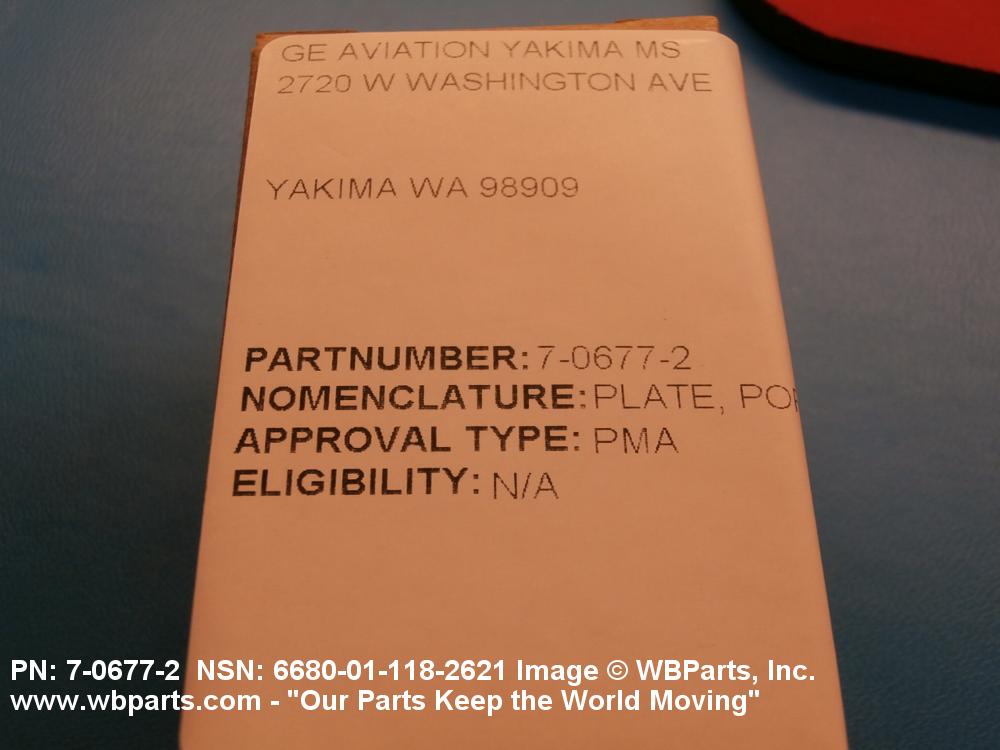 GE AVIATION YAKIMA MS
2720 W WASHINGTON AVE
YAKIMA WA 98909
PARTNUMBER: 7-0677-2
NOMENCLATURE: PLATE,
APPROVAL TYPE: PMA
ELIGIBILITY: N/A
PN: 7-0677-2 NSN: 6680-01-118-2621 Image © WBParts, Inc.
www.wbparts.com - "Our Parts Keep the World Moving"